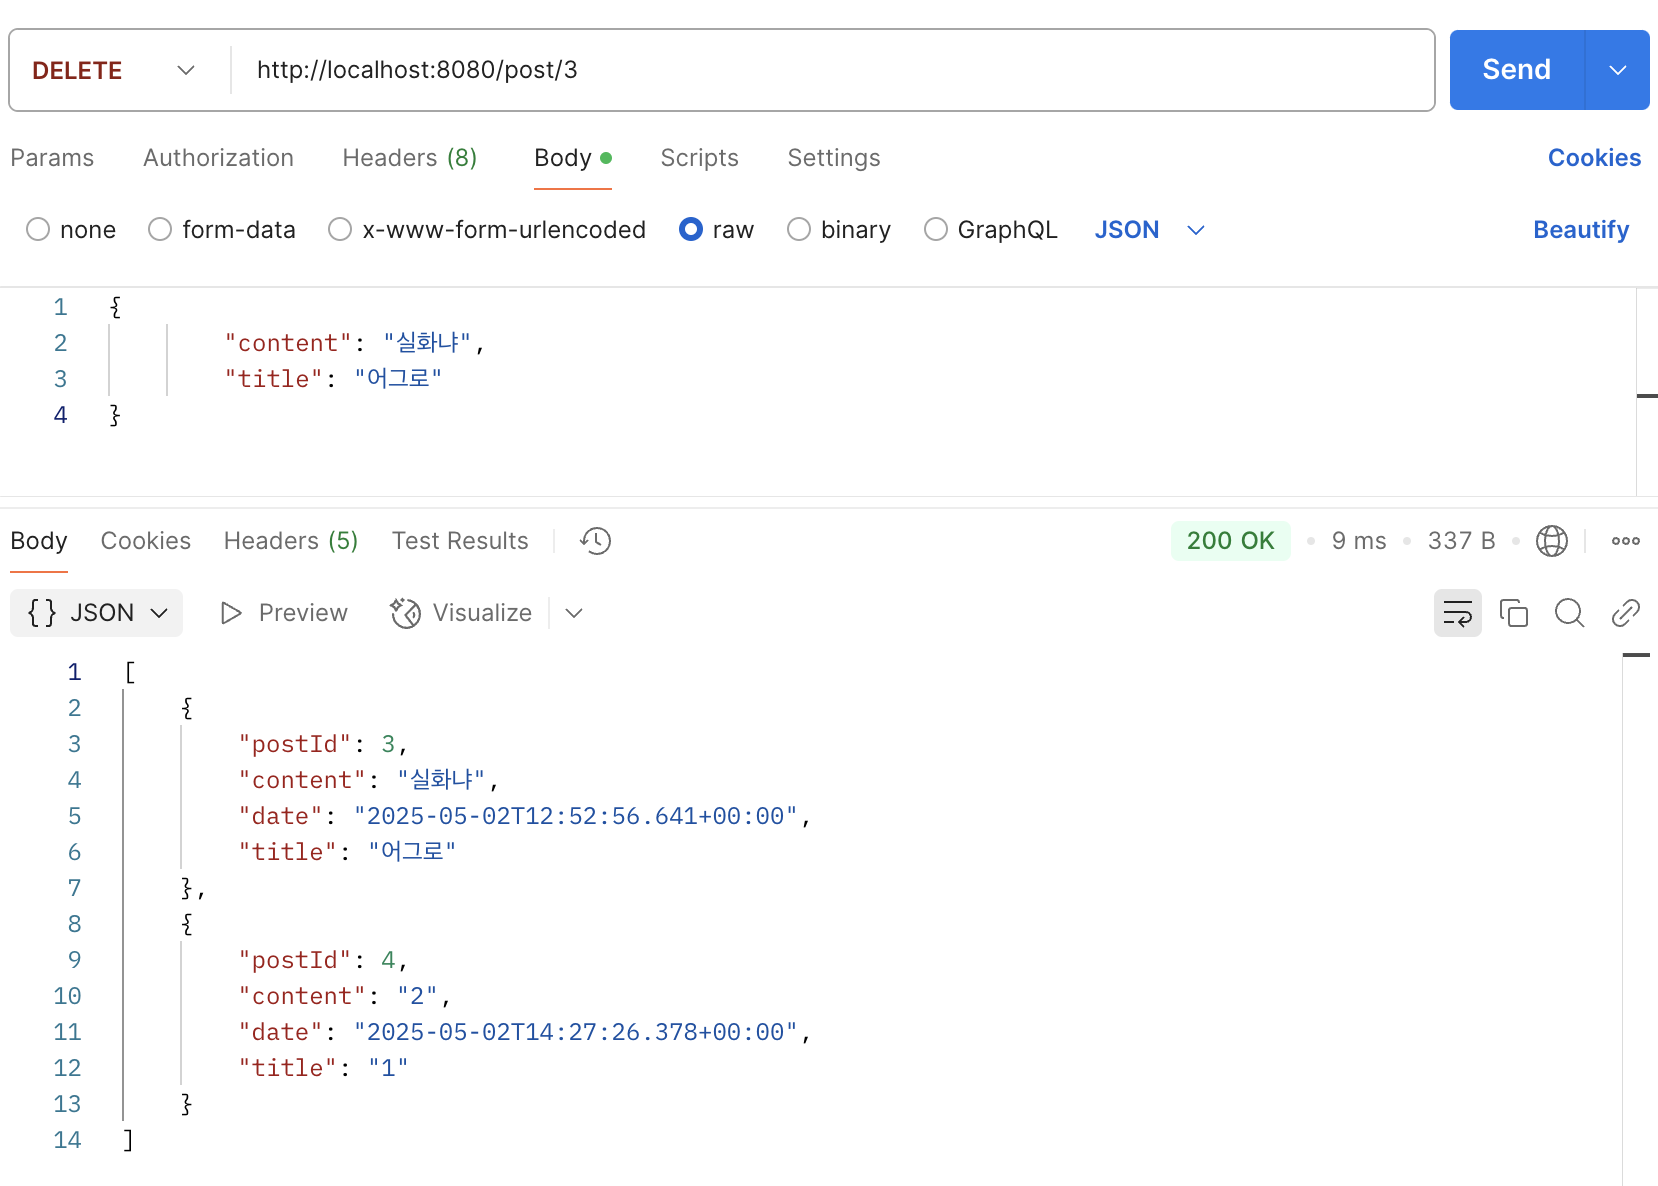 DELETE http://localhost:8080/post/3 Send
Params Authorization Headers (8) Body Scripts Settings Cookies
none form-data x-www-form-urlencoded raw binary GraphQL JSON Beautify
1 {
2 "content": "실화냐",
3 "title": "어그로"
4 }
Body Cookies Headers (5) Test Results 200 OK 9 ms 337 B
{} JSON Preview Visualize
1 [
2 {
3 "postId": 3,
4 "content": "실화냐",
5 "date": "2025-05-02T12:52:56.641+00:00",
6 "title": "어그로"
7 },
8 {
9 "postId": 4,
10 "content": "2",
11 "date": "2025-05-02T14:27:26.378+00:00",
12 "title": "1"
13 }
14 ]